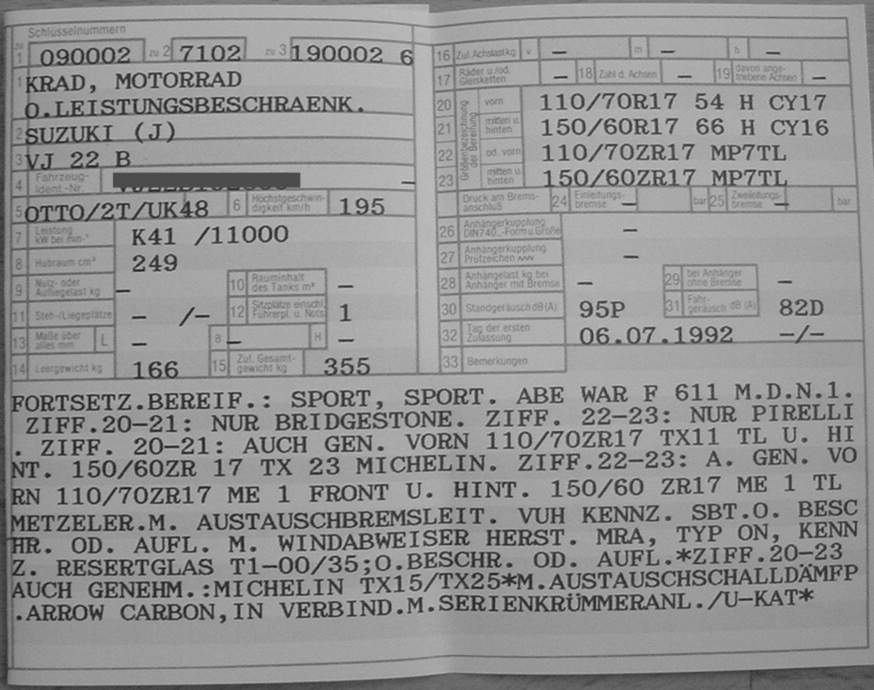 Schlüsselnummern
zu 1 090002 zu 2 7102 zu 3 190002 6
1 KRAD, MOTORRAD
O.LEISTUNGSBESCHRAENK.
2 SUZUKI (J)
3 VJ 22 B
4 Fahrzeug-Ident.-Nr. —
5 OTTO/2T/UK48 6 Höchstgeschwindigkeit km/h 195
7 Leistung kW bei min-¹ K41 /11000
8 Hubraum cm³ 249
9 Nutz- oder Aufliegelast kg — 10 Rauminhalt des Tanks m³ —
11 Steh-/Liegeplätze — /— 12 Sitzplätze einschl. Führerpl. u. Nots. 1
13 Maße über alles mm L — B — H —
14 Leergewicht kg 166 15 Zul. Gesamtgewicht kg 355
16 Zul. Achslast kg v — m — h —
17 Räder u./od. Gleisketten — 18 Zahl d. Achsen — 19 davon angetriebene Achsen —
Größenbezeichnung der Bereifung
20 vorn 110/70R17 54 H CY17
21 mitten u. hinten 150/60R17 66 H CY16
22 od. vorn 110/70ZR17 MP7TL
23 mitten u. hinten 150/60ZR17 MP7TL
Druck am Bremsanschluß 24 Einleitungsbremse — bar 25 Zweileitungsbremse — bar
26 Anhängerkupplung DIN740..-Form u. Größe —
27 Anhängerkupplung Prüfzeichen —
28 Anhängelast kg bei Anhänger mit Bremse — 29 bei Anhänger ohne Bremse —
30 Standgeräusch dB (A) 95P 31 Fahrgeräusch dB (A) 82D
32 Tag der ersten Zulassung 06.07.1992 —/—
33 Bemerkungen
FORTSETZ.BEREIF.: SPORT, SPORT. ABE WAR F 611 M.D.N.1.
ZIFF.20—21: NUR BRIDGESTONE. ZIFF. 22—23: NUR PIRELLI
. ZIFF. 20—21: AUCH GEN. VORN 110/70ZR17 TX11 TL U. HI
NT. 150/60ZR 17 TX 23 MICHELIN. ZIFF.22—23: A. GEN. VO
RN 110/70ZR17 ME 1 FRONT U. HINT. 150/60 ZR17 ME 1 TL
METZELER.M. AUSTAUSCHBREMSLEIT. VUH KENNZ. SBT.O. BESC
HR. OD. AUFL. M. WINDABWEISER HERST. MRA, TYP ON, KENN
Z. RESERTGLAS T1—00/35;O.BESCHR. OD. AUFL.*ZIFF.20—23
AUCH GENEHM.:MICHELIN TX15/TX25*M.AUSTAUSCHSCHALLDÄMFP
.ARROW CARBON,IN VERBIND.M.SERIENKRÜMMERANL./U—KAT*